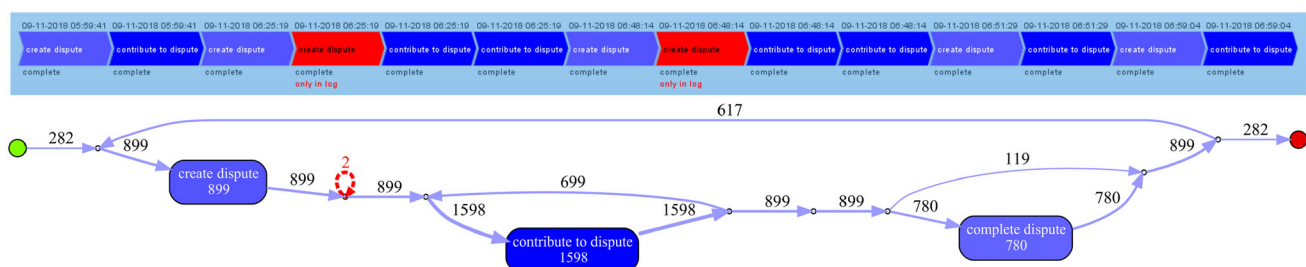 09-11-2018 05:59:41 09-11-2018 05:59:41 09-11-2018 06:25:19 09-11-2018 06:25:19 09-11-2018 06:25:19 09-11-2018 06:25:19 09-11-2018 06:48:14 09-11-2018 06:48:14 09-11-2018 06:48:14 09-11-2018 06:48:14 09-11-2018 06:51:29 09-11-2018 06:51:29 09-11-2018 06:59:04 09-11-2018 06:59:04
create dispute contribute to dispute create dispute create dispute contribute to dispute contribute to dispute create dispute create dispute contribute to dispute contribute to dispute create dispute contribute to dispute create dispute contribute to dispute
complete complete complete complete complete complete complete complete complete complete complete complete complete complete
only in log only in log
617
282 899 899 282
119
create dispute
899
899 2 899 699 899 899 780 780
1598 1598
contribute to dispute
1598
complete dispute
780